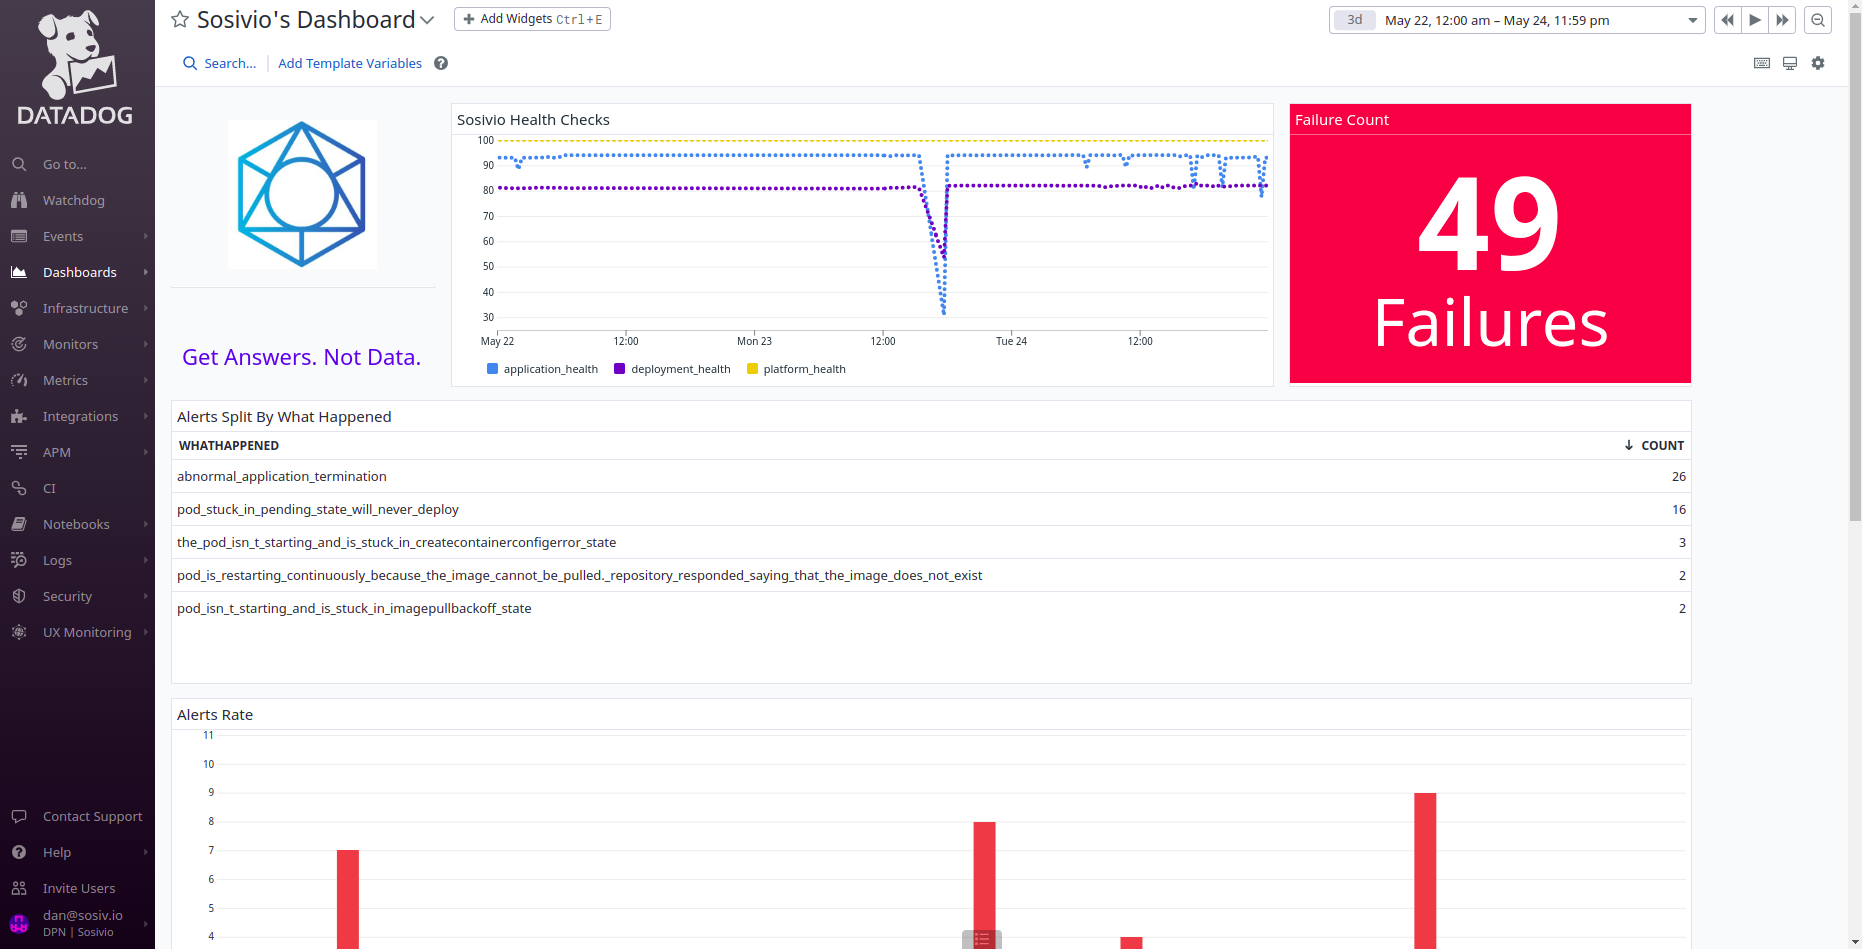 DATADOG
Go to...
Watchdog
Events
Dashboards
Infrastructure
Monitors
Metrics
Integrations
APM
CI
Notebooks
Logs
Security
UX Monitoring
Contact Support
Help
Invite Users
dan@sosiv.io
DPN | Sosivio
Sosivio's Dashboard
Add Widgets Ctrl+E
3d May 22, 12:00 am – May 24, 11:59 pm
Search...
Add Template Variables
Get Answers. Not Data.
Sosivio Health Checks
100
90
80
70
60
50
40
30
May 22 12:00 Mon 23 12:00 Tue 24 12:00
application_health deployment_health platform_health
Failure Count
49
Failures
Alerts Split By What Happened
WHATHAPPENED COUNT
abnormal_application_termination 26
pod_stuck_in_pending_state_will_never_deploy 16
the_pod_isn_t_starting_and_is_stuck_in_createcontainerconfigerror_state 3
pod_is_restarting_continuously_because_the_image_cannot_be_pulled._repository_responded_saying_that_the_image_does_not_exist 2
pod_isn_t_starting_and_is_stuck_in_imagepullbackoff_state 2
Alerts Rate
11
10
9
8
7
6
5
4